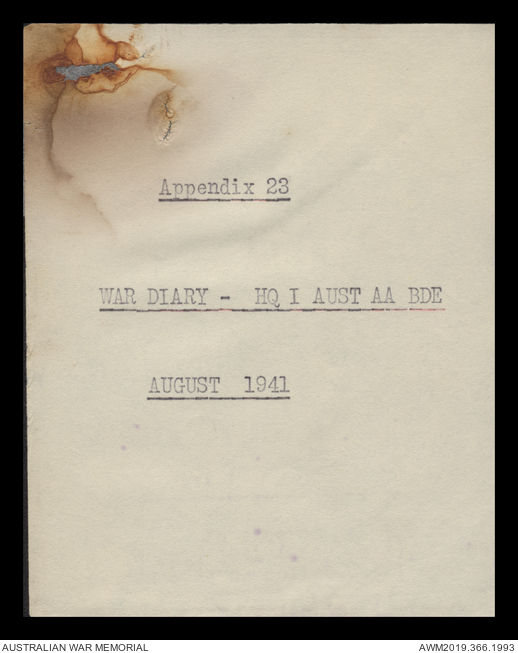 Appendix 23
WAR DIARY - HQ I AUST AA BDE
AUGUST 1941
AUSTRALIAN WAR MEMORIAL
AWM2019.366.1993